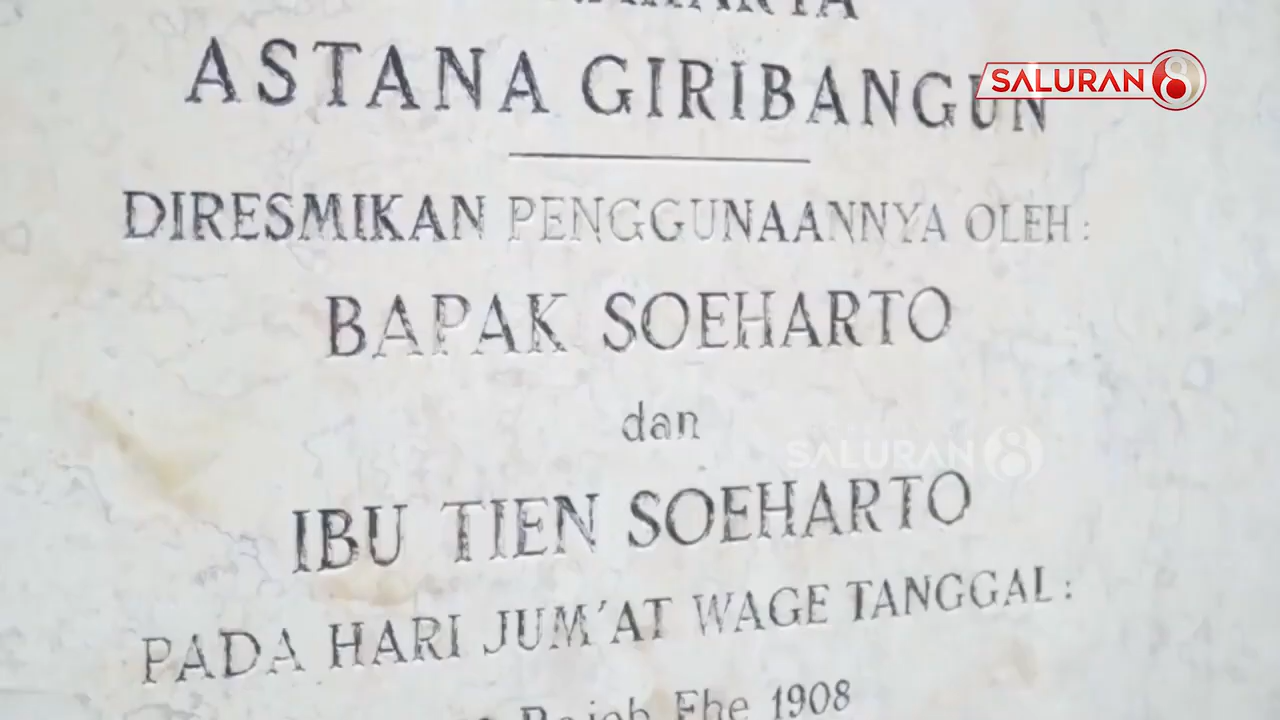 ASTANA GIRIBANGUN
SALURAN 8
DIRESMIKAN PENGGUNAANNYA OLEH :
BAPAK SOEHARTO
dan
SALURAN 8
IBU TIEN SOEHARTO
PADA HARI JUM'AT WAGE TANGGAL :
Rejeb Ehe 1908